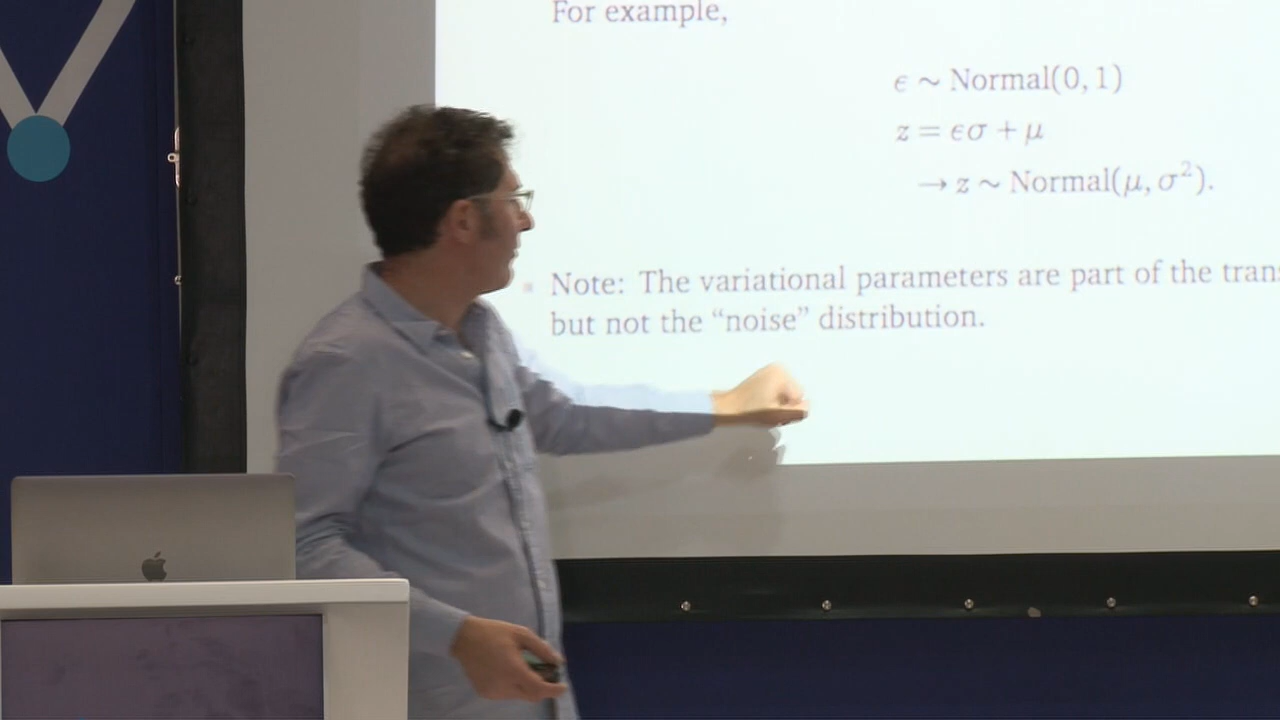 For example,
ϵ ∼ Normal(0, 1)
z = ϵσ + μ
→ z ∼ Normal(μ, σ²).
Note: The variational parameters are part of the trans
but not the “noise” distribution.